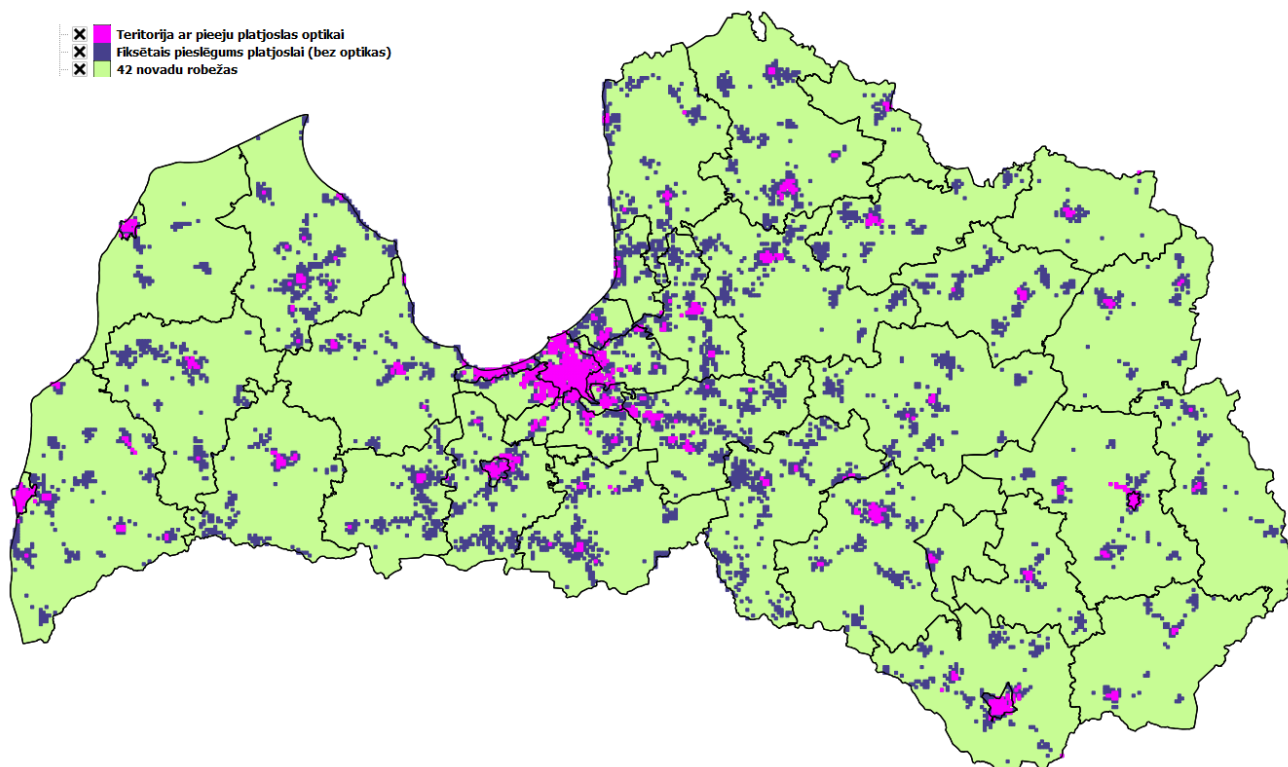 Teritorija ar pieeju platjoslas optikai
Fiksētais pieslēgums platjoslai (bez optikas)
42 novadu robežas